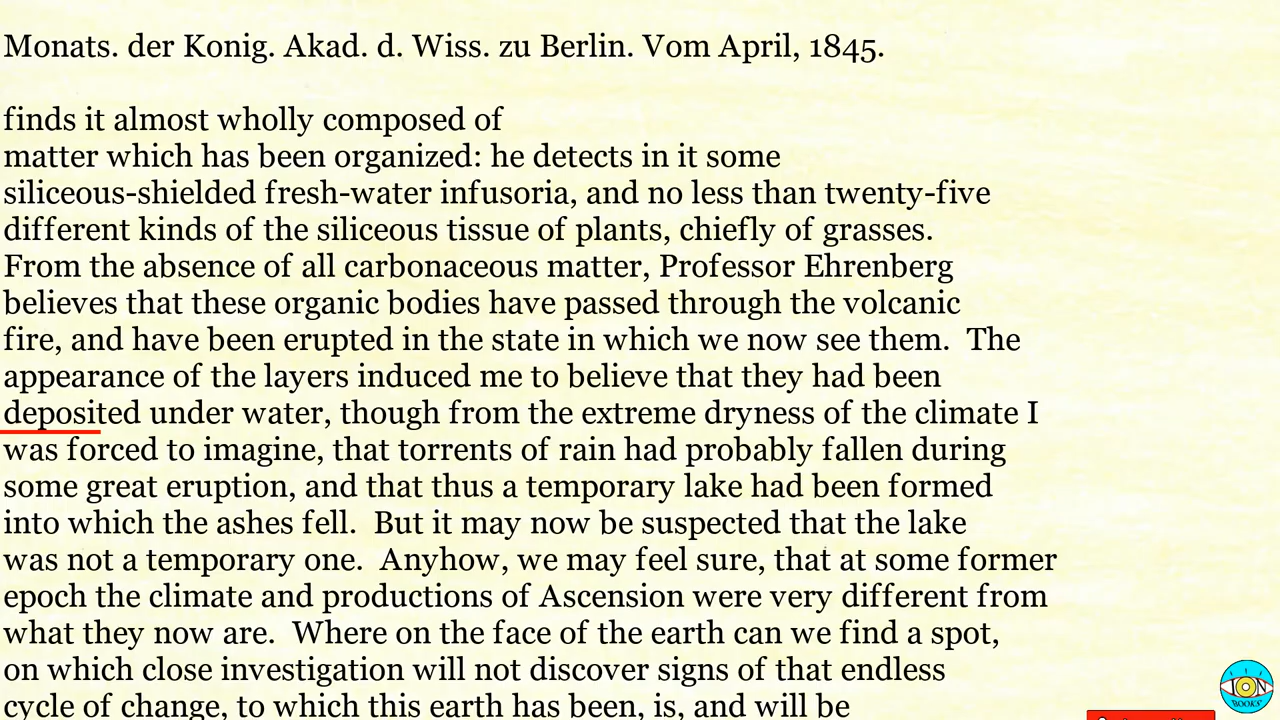 Monats. der Konig. Akad. d. Wiss. zu Berlin. Vom April, 1845.
finds it almost wholly composed of
matter which has been organized: he detects in it some
siliceous-shielded fresh-water infusoria, and no less than twenty-five
different kinds of the siliceous tissue of plants, chiefly of grasses.
From the absence of all carbonaceous matter, Professor Ehrenberg
believes that these organic bodies have passed through the volcanic
fire, and have been erupted in the state in which we now see them.  The
appearance of the layers induced me to believe that they had been
deposited under water, though from the extreme dryness of the climate I
was forced to imagine, that torrents of rain had probably fallen during
some great eruption, and that thus a temporary lake had been formed
into which the ashes fell.  But it may now be suspected that the lake
was not a temporary one.  Anyhow, we may feel sure, that at some former
epoch the climate and productions of Ascension were very different from
what they now are.  Where on the face of the earth can we find a spot,
on which close investigation will not discover signs of that endless
cycle of change, to which this earth has been, is, and will be
ION
BOOKS